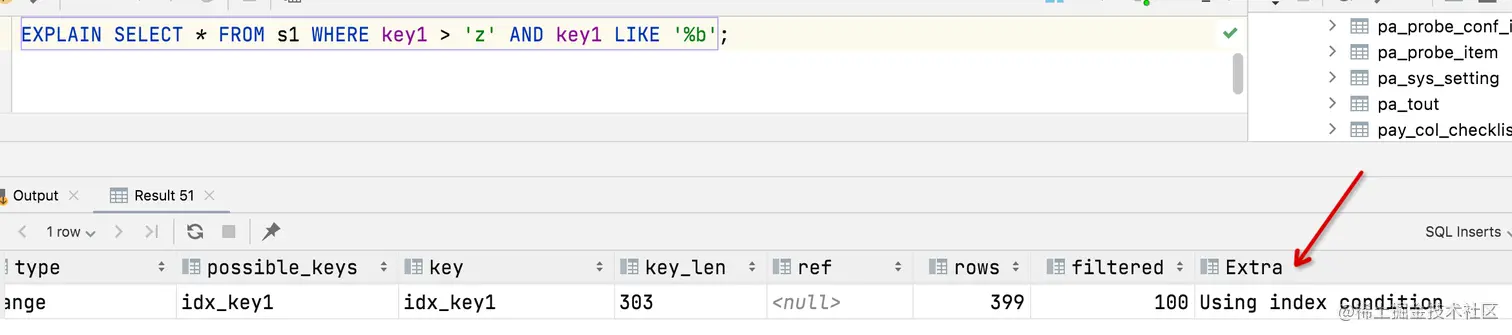 EXPLAIN SELECT * FROM s1 WHERE key1 > 'z' AND key1 LIKE '%b';
pa_probe_conf_i
pa_probe_item
pa_sys_setting
pa_tout
pay_col_checklist
Output
Result 51
1 row
SQL Inserts
type possible_keys key key_len ref rows filtered Extra
ange idx_key1 idx_key1 303 <null> 399 100 Using index condition
@稀土掘金技术社区